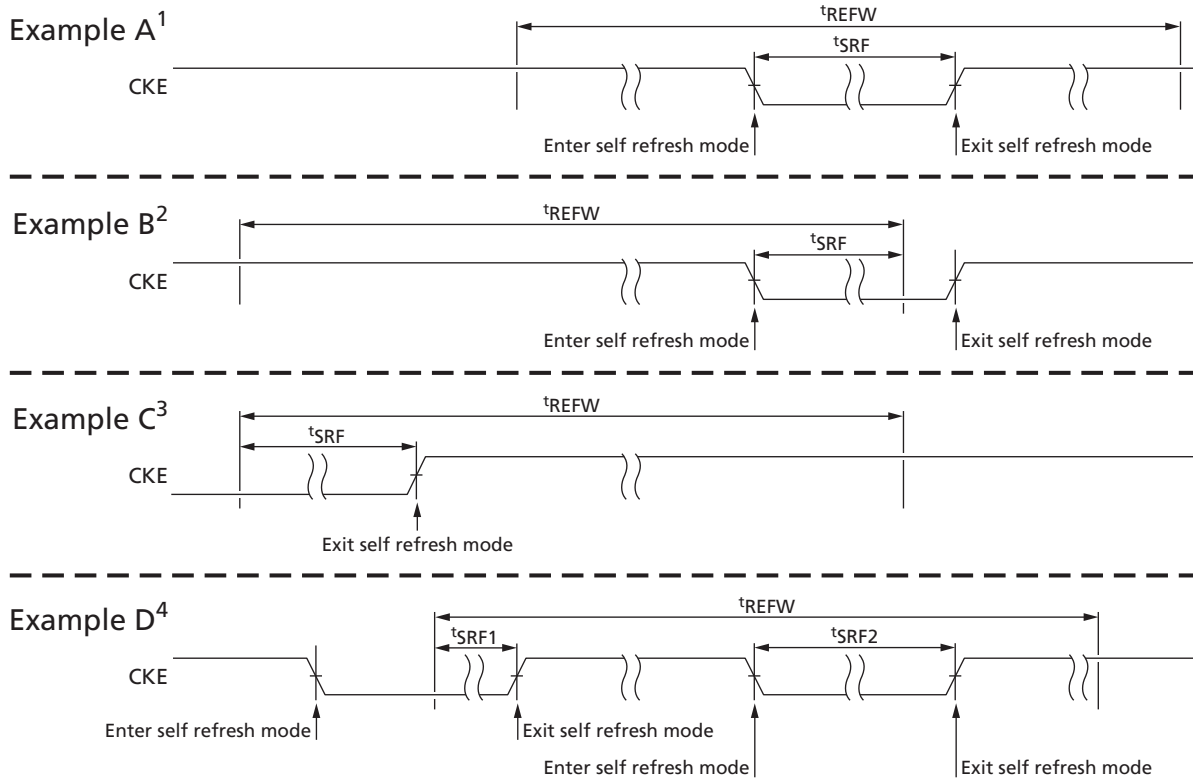 Example A¹
ᵗREFW
ᵗSRF
CKE
Enter self refresh mode
Exit self refresh mode
Example B²
ᵗREFW
ᵗSRF
CKE
Enter self refresh mode
Exit self refresh mode
Example C³
ᵗREFW
ᵗSRF
CKE
Exit self refresh mode
Example D⁴
ᵗREFW
ᵗSRF1
ᵗSRF2
CKE
Enter self refresh mode
Exit self refresh mode
Enter self refresh mode
Exit self refresh mode